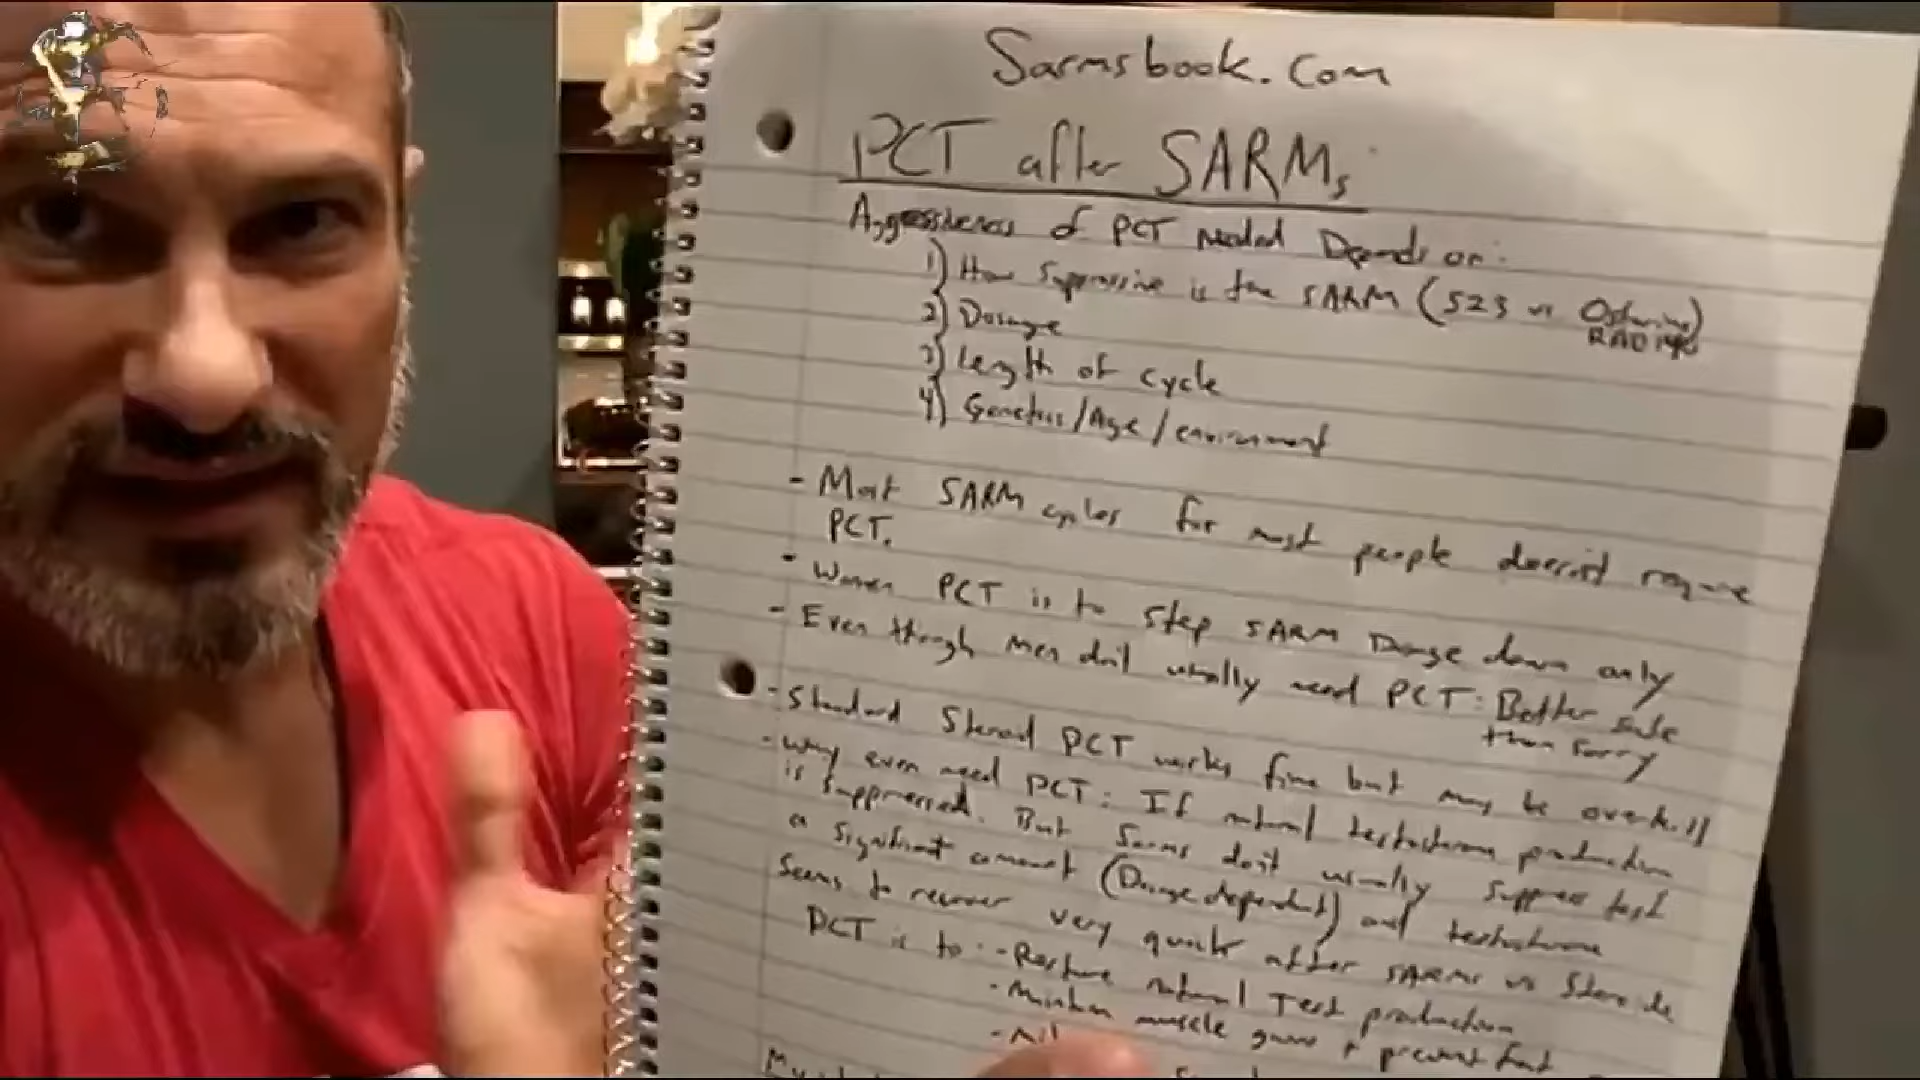 Sarmsbook.com
PCT after SARMs
Aggressiveness of PCT needed Depends on:
1) How suppressive is the SARM (S23 vs Ostarine)
RAD140
2) Dosage
3) Length of cycle
4) Genetics/Age/environment
- Most SARM cycles for most people doesn't require
PCT.
- Women PCT is to step SARM Dosage down only
- Even though men don't usually need PCT: Better safe
than sorry
- Standard Steroid PCT works fine but may be overkill
- Why even need PCT: If natural testosterone production
is suppressed. But Sarms don't usually suppress test
a significant amount (Dosage dependent) and testosterone
Seems to recover very quick after SARMs vs Steroids
PCT is to: - Restore natural Test production
- Maintain muscle gains + prevent fat